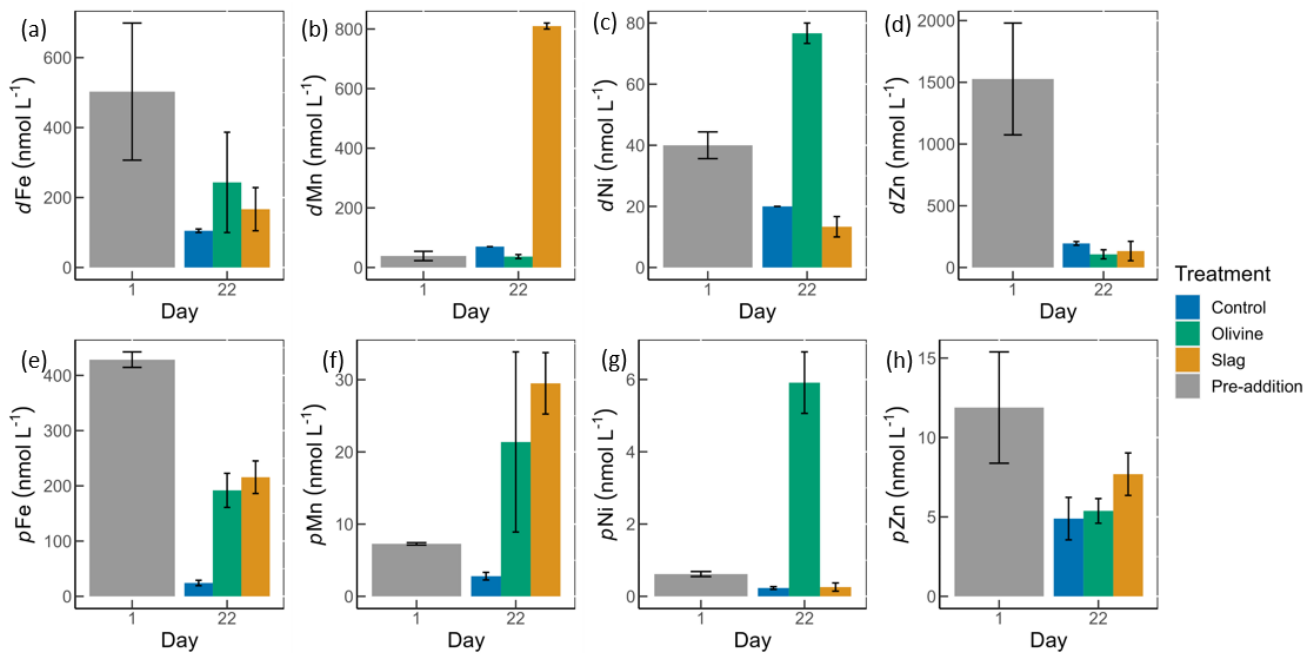 (a)
dFe (nmol L⁻¹)
600
400
200
0
1
22
Day
(b)
dMn (nmol L⁻¹)
800
600
400
200
0
1
22
Day
(c)
dNi (nmol L⁻¹)
80
60
40
20
0
1
22
Day
(d)
dZn (nmol L⁻¹)
2000
1500
1000
500
0
1
22
Day
(e)
pFe (nmol L⁻¹)
400
300
200
100
0
1
22
Day
(f)
pMn (nmol L⁻¹)
30
20
10
0
1
22
Day
(g)
pNi (nmol L⁻¹)
6
4
2
0
1
22
Day
(h)
pZn (nmol L⁻¹)
15
10
5
0
1
22
Day
Treatment
Control
Olivine
Slag
Pre-addition